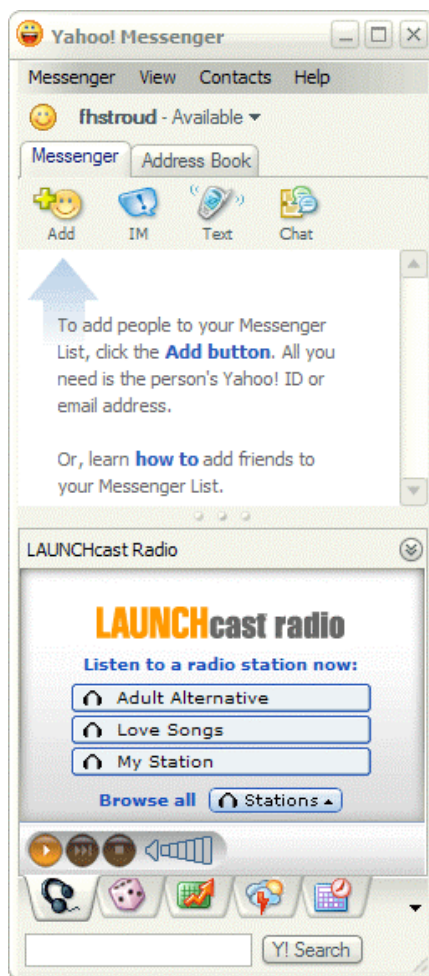 Yahoo! Messenger
Messenger View Contacts Help
fhstroud - Available
Messenger Address Book
Add IM Text Chat
To add people to your Messenger
List, click the Add button. All you
need is the person's Yahoo! ID or
email address.
Or, learn how to add friends to
your Messenger List.
LAUNCHcast Radio
LAUNCHcast radio
Listen to a radio station now:
Adult Alternative
Love Songs
My Station
Browse all Stations
Y! Search